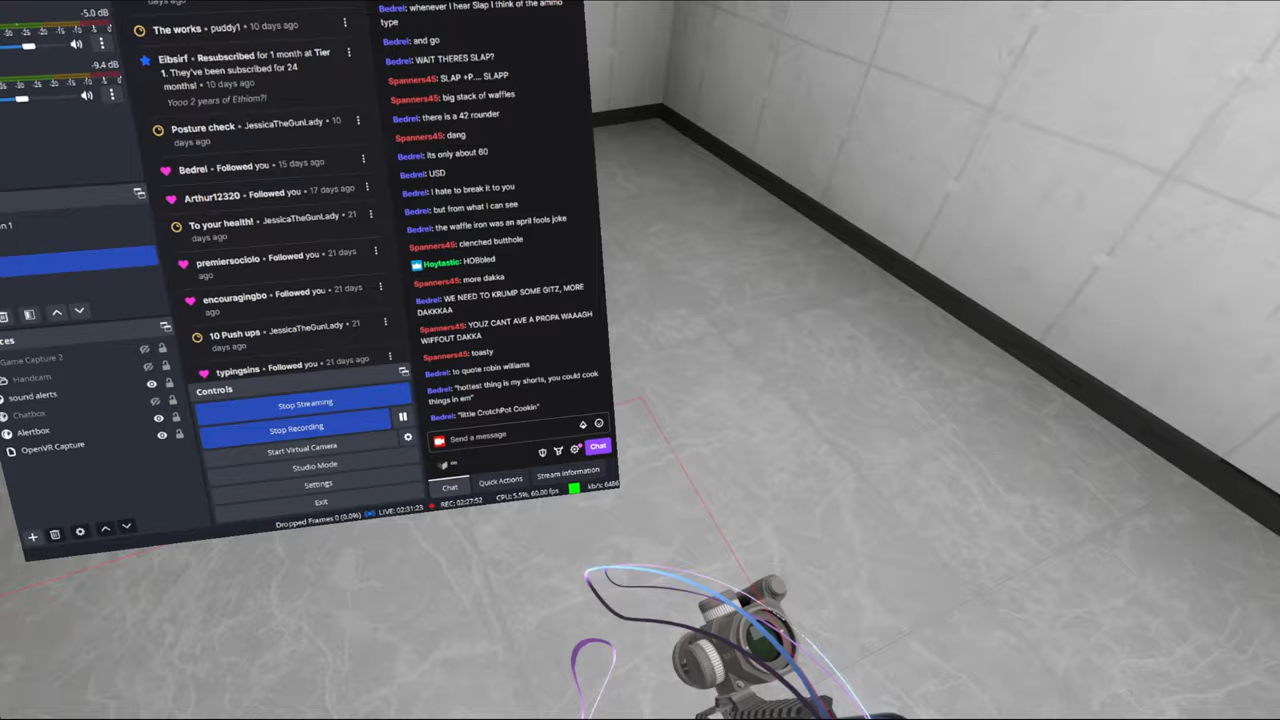 -5.0 dB
-9.4 dB
on 1
ces
Game Capture 2
Handcam
sound alerts
Chatbox
Alertbox
OpenVR Capture
days ago
The works • puddy1 • 10 days ago
Eibsirf • Resubscribed for 1 month at Tier
1. They've been subscribed for 24
months! • 10 days ago
Yooo 2 years of Ethiom?!
Posture check • JessicaTheGunLady • 10
days ago
Bedrel • Followed you • 15 days ago
Arthur12320 • Followed you • 17 days ago
To your health! • JessicaTheGunLady • 21
days ago
premiersociolo • Followed you • 21 days
ago
encouragingbo • Followed you • 21 days
ago
10 Push ups • JessicaTheGunLady • 21
days ago
typingsins • Followed you • 21 days ago
Controls
Stop Streaming
Stop Recording
Start Virtual Camera
Studio Mode
Settings
Exit
Bedrel: whenever I hear Slap I think of the ammo
type
Bedrel: and go
Bedrel: WAIT THERES SLAP?
Spanners45: SLAP +P.... SLAPP
Spanners45: big stack of waffles
Bedrel: there is a 42 rounder
Spanners45: dang
Bedrel: its only about 60
Bedrel: USD
Bedrel: I hate to break it to you
Bedrel: but from what I can see
Bedrel: the waffle iron was an april fools joke
Spanners45: clenched butthole
Hoytastic: HOBbled
Spanners45: more dakka
Bedrel: WE NEED TO KRUMP SOME GITZ, MORE
DAKKKAA
Spanners45: YOUZ CANT AVE A PROPA WAAAGH
WIFFOUT DAKKA
Spanners45: toasty
Bedrel: to quote robin williams
Bedrel: "hottest thing is my shorts, you could cook
things in em"
Bedrel: "little CrotchPot Cookin"
Send a message
Chat
Chat
Quick Actions
Stream Information
Dropped Frames 0 (0.0%) LIVE: 02:31:23 REC: 02:27:52 CPU: 5.5%, 60.00 fps kb/s: 6486